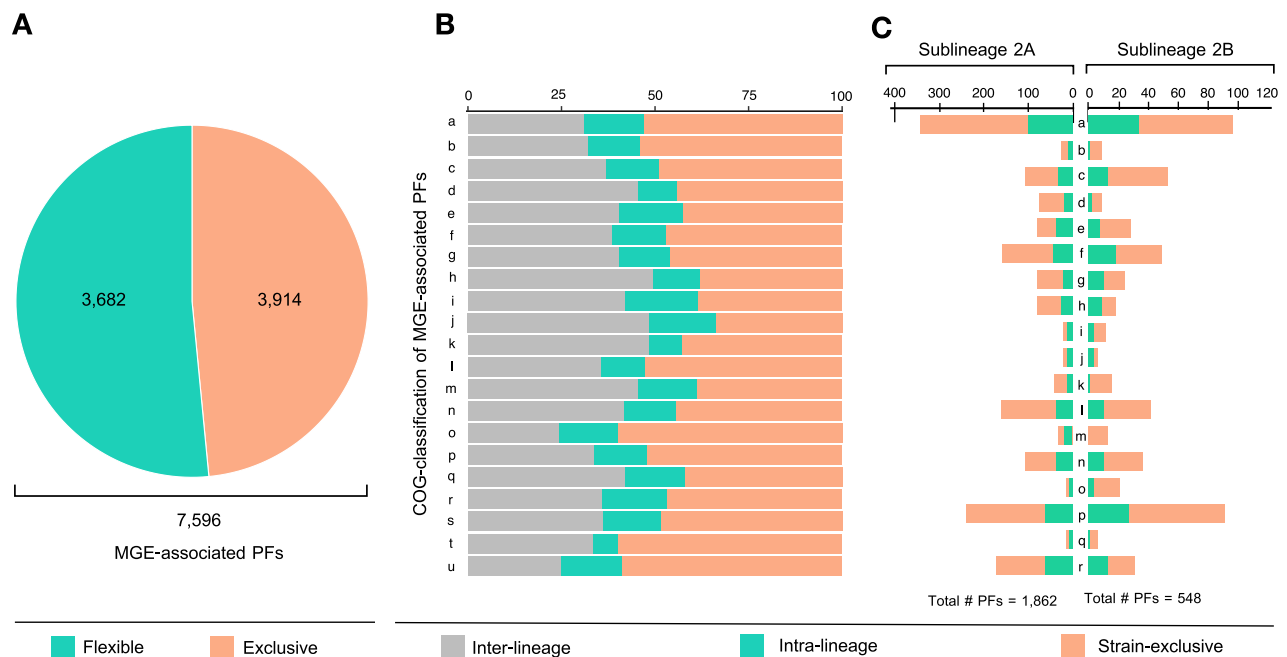 A
3,682
3,914
7,596
MGE-associated PFs
Flexible
Exclusive
B
0 25 50 75 100
COG-classification of MGE-associated PFs
a
b
c
d
e
f
g
h
i
j
k
l
m
n
o
p
q
r
s
t
u
C
Sublineage 2A
Sublineage 2B
400 300 200 100 0
0 20 40 60 80 100 120
a
b
c
d
e
f
g
h
i
j
k
l
m
n
o
p
q
r
Total # PFs = 1,862
Total # PFs = 548
Inter-lineage
Intra-lineage
Strain-exclusive